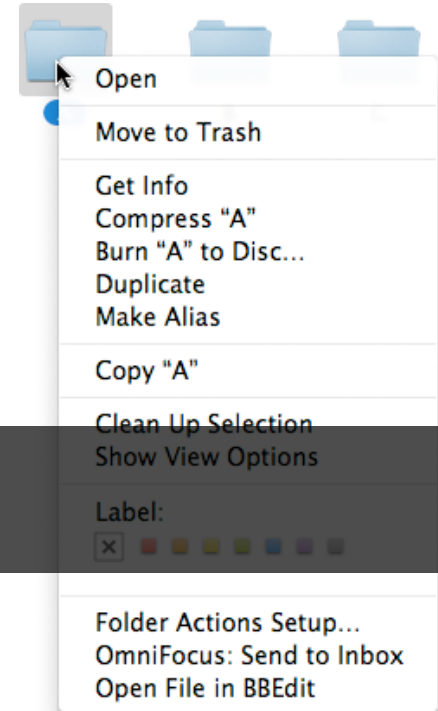 Open
Move to Trash
Get Info
Compress “A”
Burn “A” to Disc...
Duplicate
Make Alias
Copy “A”
Clean Up Selection
Show View Options
Label:
Folder Actions Setup...
OmniFocus: Send to Inbox
Open File in BBEdit